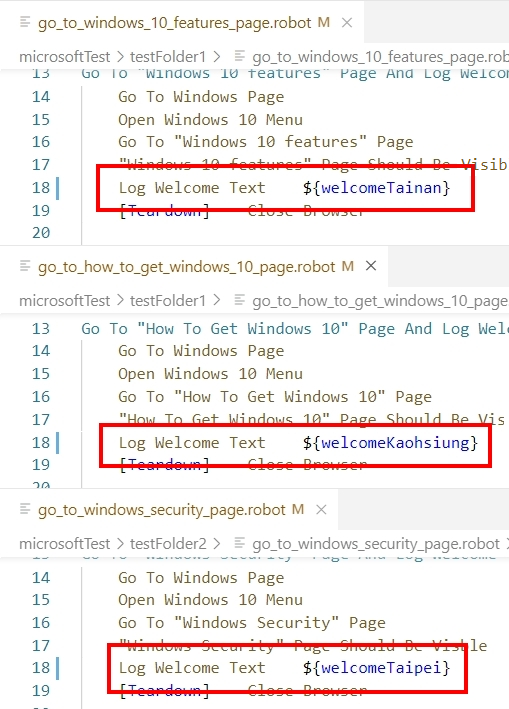 go_to_windows_10_features_page.robot M ×
microsoftTest > testFolder1 > go_to_windows_10_features_page.rob
13 Go To "Windows 10 features" Page And Log Welcom
14 Go To Windows Page
15 Open Windows 10 Menu
16 Go To "Windows 10 features" Page
17 "Windows 10 features" Page Should Be Visib
18 Log Welcome Text ${welcomeTainan}
19 [Teardown] Close Browser
20
go_to_how_to_get_windows_10_page.robot M ×
microsoftTest > testFolder1 > go_to_how_to_get_windows_10_page
13 Go To "How To Get Windows 10" Page And Log Wel
14 Go To Windows Page
15 Open Windows 10 Menu
16 Go To "How To Get Windows 10" Page
17 "How To Get Windows 10" Page Should Be Vis
18 Log Welcome Text ${welcomeKaohsiung}
19 [Teardown] Close Browser
20
go_to_windows_security_page.robot M ×
microsoftTest > testFolder2 > go_to_windows_security_page.robot >
13 Go To "Windows Security" Page And Log Welcome
14 Go To Windows Page
15 Open Windows 10 Menu
16 Go To "Windows Security" Page
17 "Windows Security" Page Should Be Visible
18 Log Welcome Text ${welcomeTaipei}
19 [Teardown] Close Browser